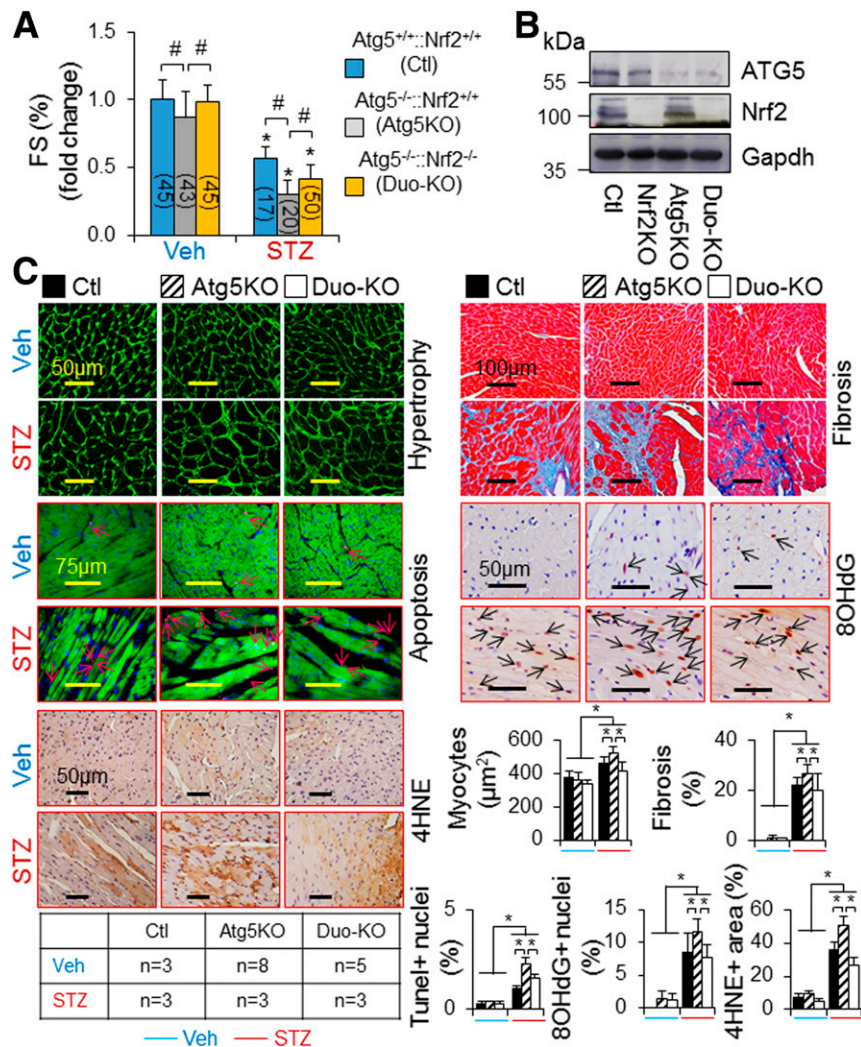 A
1.5
1.0
0.5
0.0
FS (%)
(fold change)
# #
# #
* * *
(45) (43) (45)
(17) (20) (50)
Veh STZ
Atg5+/+::Nrf2+/+
(Ctl)
Atg5-/-::Nrf2+/+
(Atg5KO)
Atg5-/-::Nrf2-/-
(Duo-KO)
B
kDa
55
100
35
ATG5
Nrf2
Gapdh
Ctl
Nrf2KO
Atg5KO
Duo-KO
C
Ctl Atg5KO Duo-KO
Veh
50µm
STZ
Hypertrophy
Veh
75µm
STZ
Apoptosis
Veh
50µm
STZ
4HNE
Ctl Atg5KO Duo-KO
Veh n=3 n=8 n=5
STZ n=3 n=3 n=3
Veh STZ
Ctl Atg5KO Duo-KO
100µm
Fibrosis
50µm
8OHdG
Myocytes
(µm²)
600
400
200
0
*
* *
Fibrosis
(%)
40
20
0
*
* *
Tunel+ nuclei
(%)
5
3
0
*
* *
8OHdG+ nuclei
(%)
15
10
5
0
*
* *
4HNE+ area (%)
60
40
20
0
*
* *